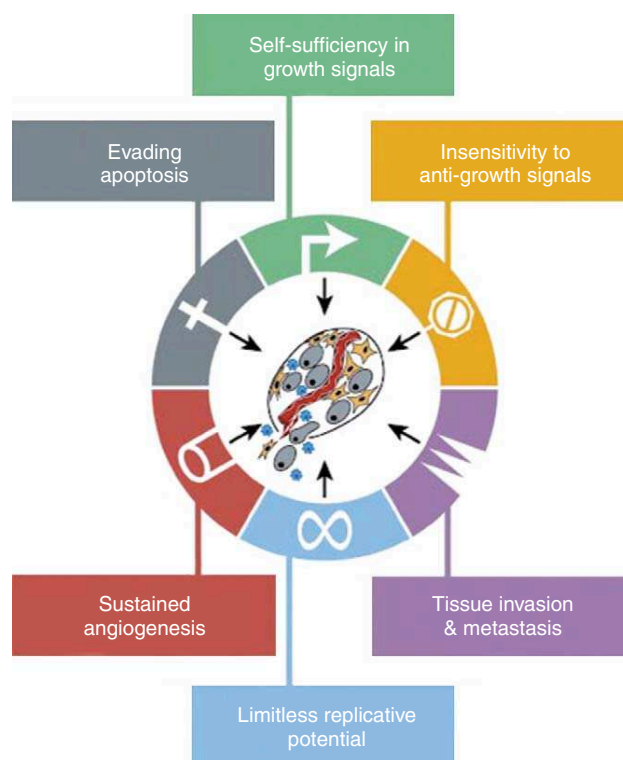 Self-sufficiency in
growth signals
Evading
apoptosis
Insensitivity to
anti-growth signals
Sustained
angiogenesis
Tissue invasion
& metastasis
Limitless replicative
potential